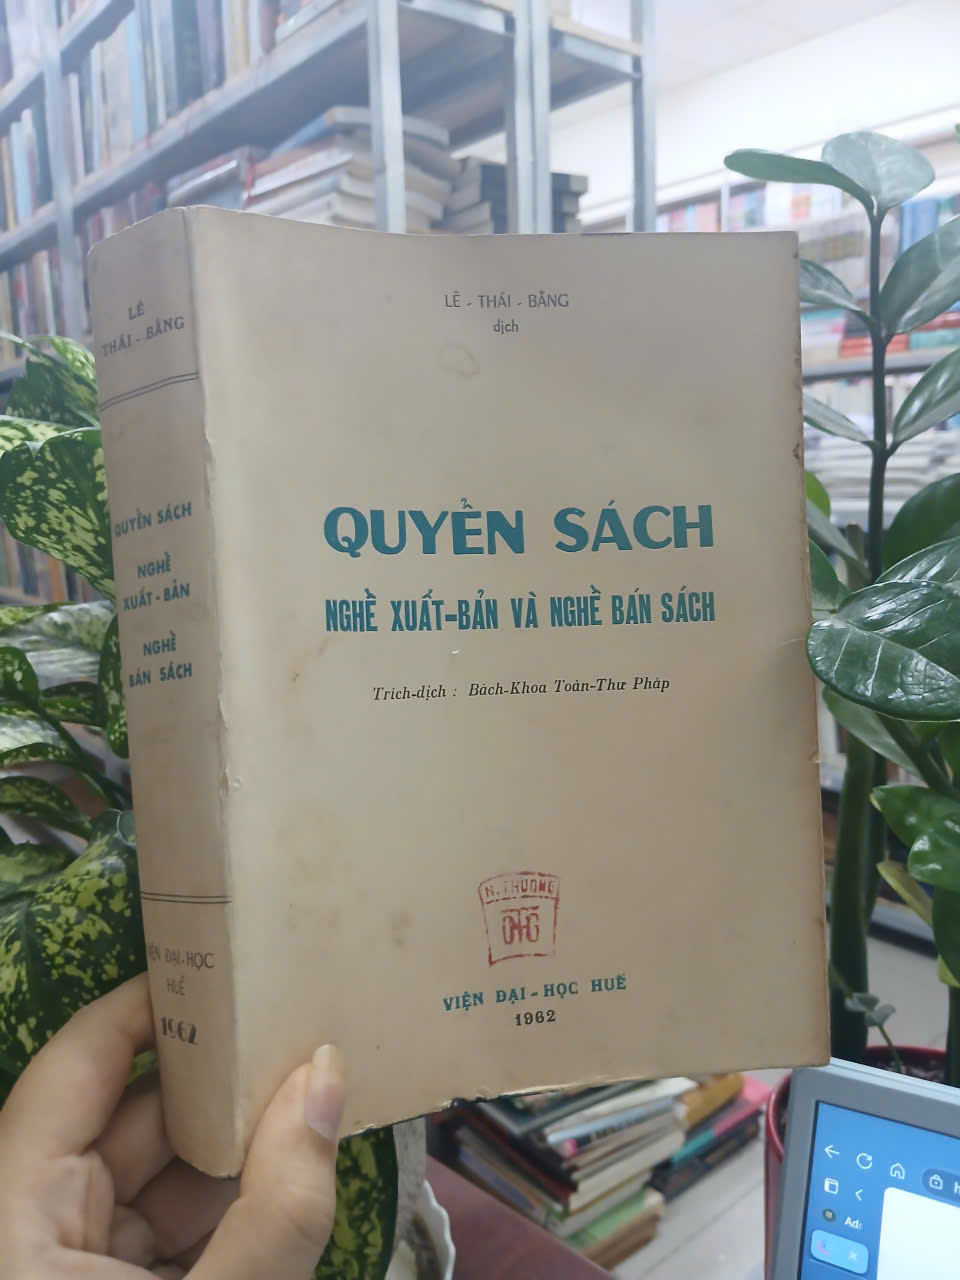 LÊ
THÁI - BẰNG
QUYỂN SÁCH
NGHỀ
XUẤT - BẢN
NGHỀ
BÁN SÁCH
VIỆN ĐẠI-HỌC
HUẾ
1962
LÊ - THÁI - BẰNG
dịch
QUYỂN SÁCH
NGHỀ XUẤT-BẢN VÀ NGHỀ BÁN SÁCH
Trích-dịch : Bách-Khoa Toàn-Thư Pháp
N. THUONG
VIỆN ĐẠI - HỌC HUẾ
1962